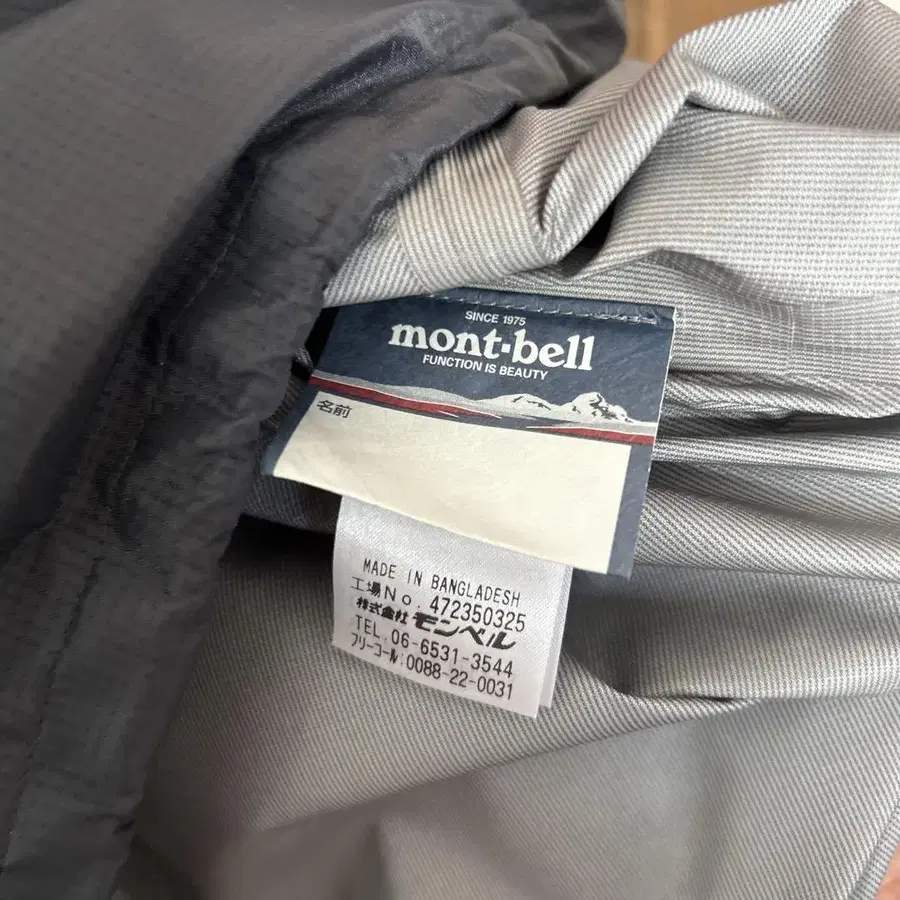 SINCE 1975
mont-bell
FUNCTION IS BEAUTY
名前
MADE IN BANGLADESH
工場No. 472350325
株式会社 モンベル
TEL. 06-6531-3544
フリーコール:0088-22-0031